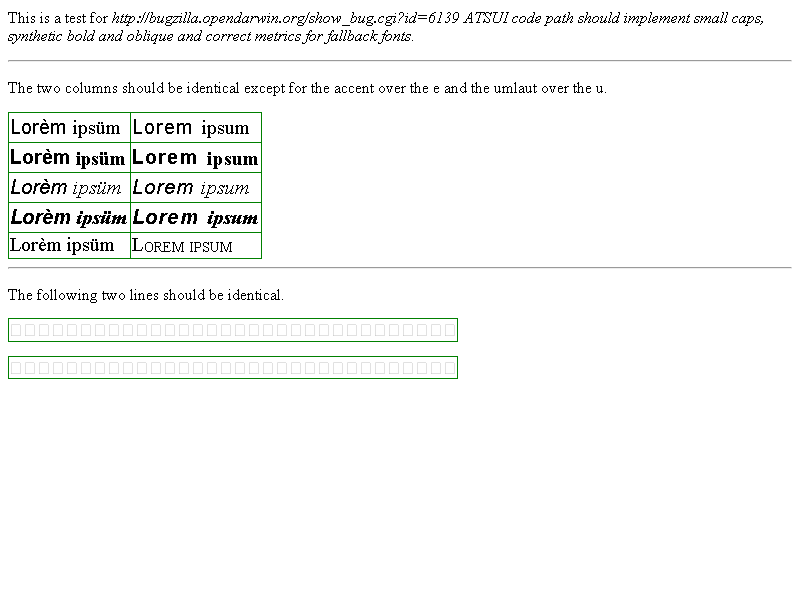 This is a test for http://bugzilla.opendarwin.org/show_bug.cgi?id=6139 ATSUI code path should implement small caps,
synthetic bold and oblique and correct metrics for fallback fonts.
The two columns should be identical except for the accent over the e and the umlaut over the u.
Lorèm ipsüm Lorem ipsum
Lorèm ipsüm Lorem ipsum
Lorèm ipsüm Lorem ipsum
Lorèm ipsüm Lorem ipsum
Lorèm ipsüm Lorem ipsum
The following two lines should be identical.